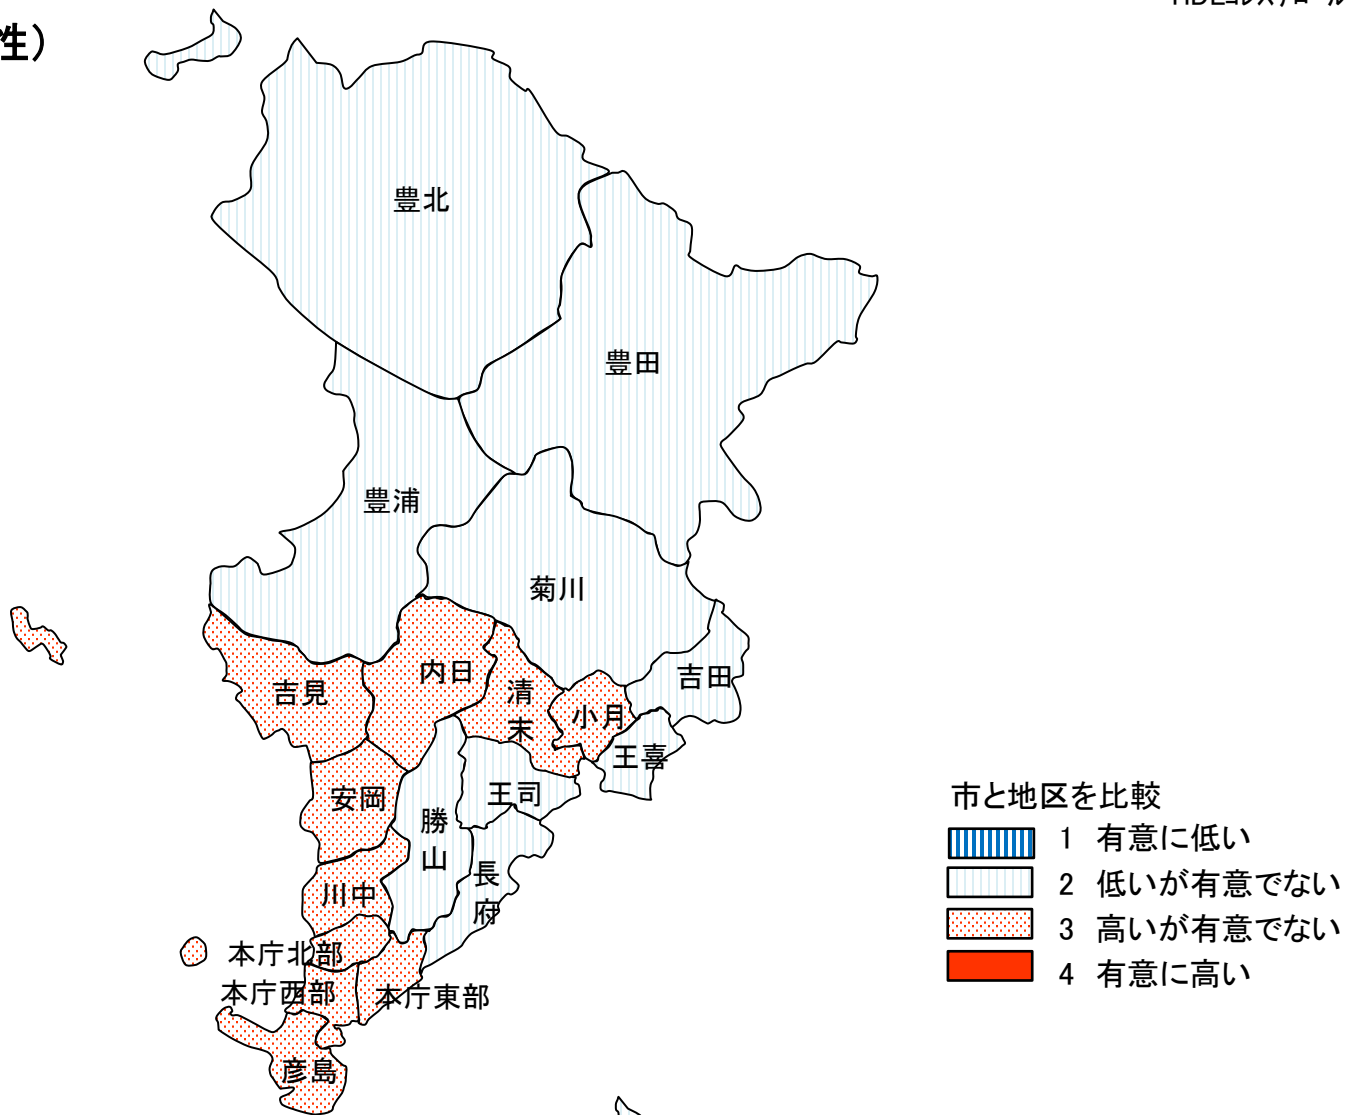 性）
豊北
豊田
豊浦
菊川
内日
吉田
吉見
清末
小月
王喜
安岡
王司
勝山
長府
川中
本庁北部
本庁西部
本庁東部
彦島
市と地区を比較
1 有意に低い
2 低いが有意でない
3 高いが有意でない
4 有意に高い